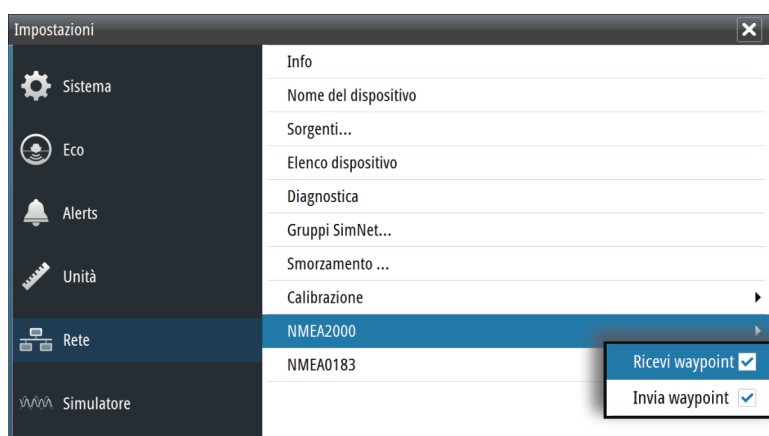 Impostazioni
Sistema
Eco
Alerts
Unità
Rete
Simulatore
Info
Nome del dispositivo
Sorgenti...
Elenco dispositivo
Diagnostica
Gruppi SimNet...
Smorzamento ...
Calibrazione
NMEA2000
NMEA0183
Ricevi waypoint
Invia waypoint